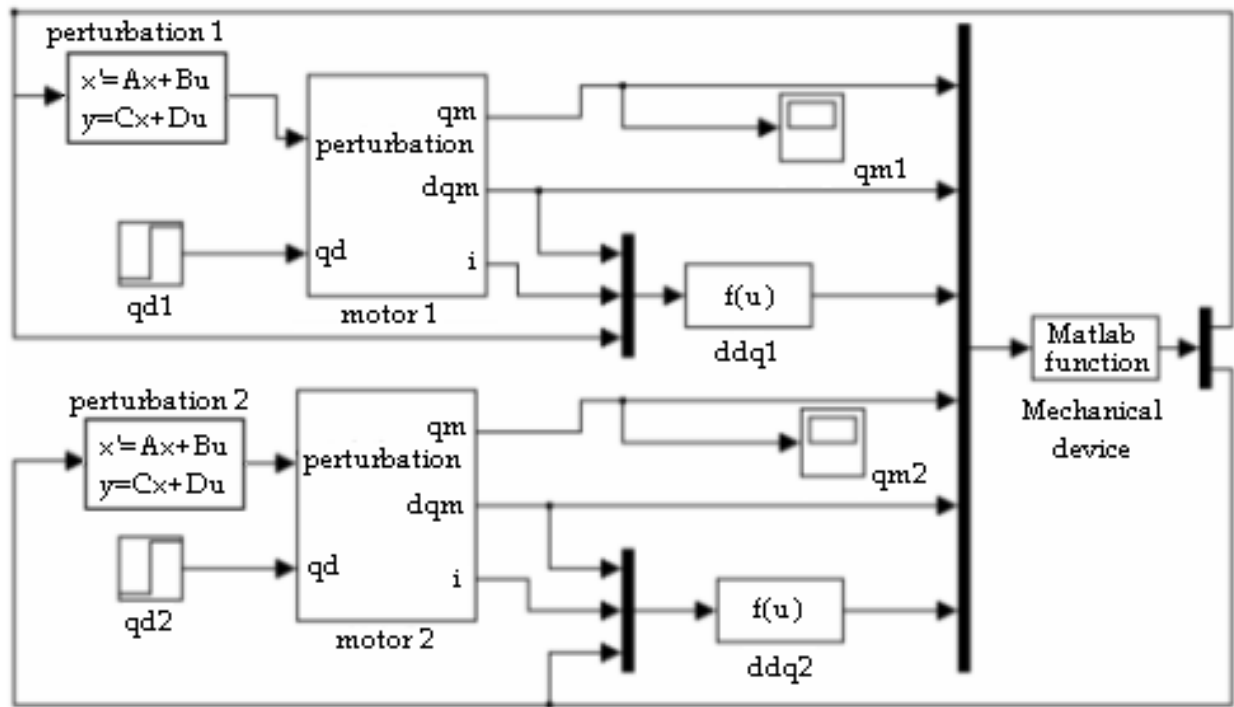 perturbation 1
x'=Ax+Bu
y=Cx+Du
qm
perturbation
dqm
qd
i
motor 1
qd1
qm1
f(u)
ddq1
Matlab
function
Mechanical
device
perturbation 2
x'=Ax+Bu
y=Cx+Du
qm
perturbation
dqm
qd
i
motor 2
qd2
qm2
f(u)
ddq2